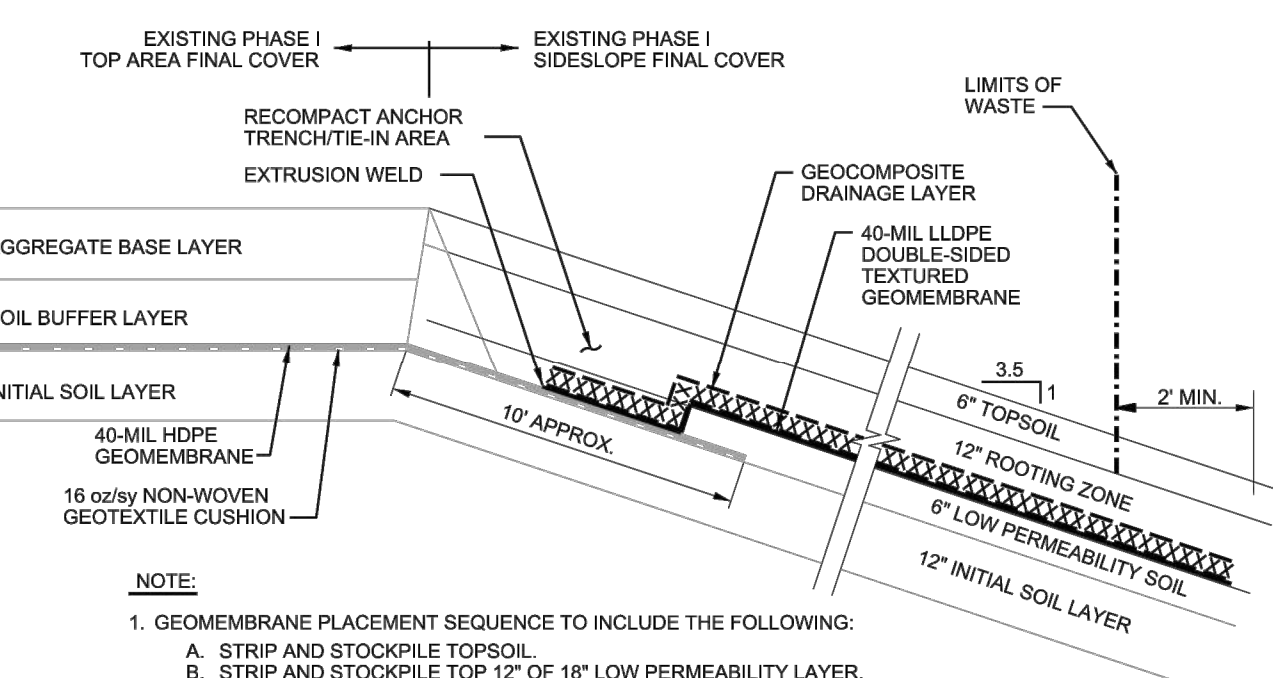 EXISTING PHASE I
TOP AREA FINAL COVER
EXISTING PHASE I
SIDESLOPE FINAL COVER
LIMITS OF
WASTE
RECOMPACT ANCHOR
TRENCH/TIE-IN AREA
EXTRUSION WELD
GEOCOMPOSITE
DRAINAGE LAYER
40-MIL LLDPE
DOUBLE-SIDED
TEXTURED
GEOMEMBRANE
GGREGATE BASE LAYER
OIL BUFFER LAYER
NITIAL SOIL LAYER
3.5
1
2' MIN.
6" TOPSOIL
12" ROOTING ZONE
6" LOW PERMEABILITY SOIL
12" INITIAL SOIL LAYER
10' APPROX.
40-MIL HDPE
GEOMEMBRANE
16 oz/sy NON-WOVEN
GEOTEXTILE CUSHION
NOTE:
1. GEOMEMBRANE PLACEMENT SEQUENCE TO INCLUDE THE FOLLOWING:
A. STRIP AND STOCKPILE TOPSOIL.
B. STRIP AND STOCKPILE TOP 12" OF 18" LOW PERMEABILITY LAYER.